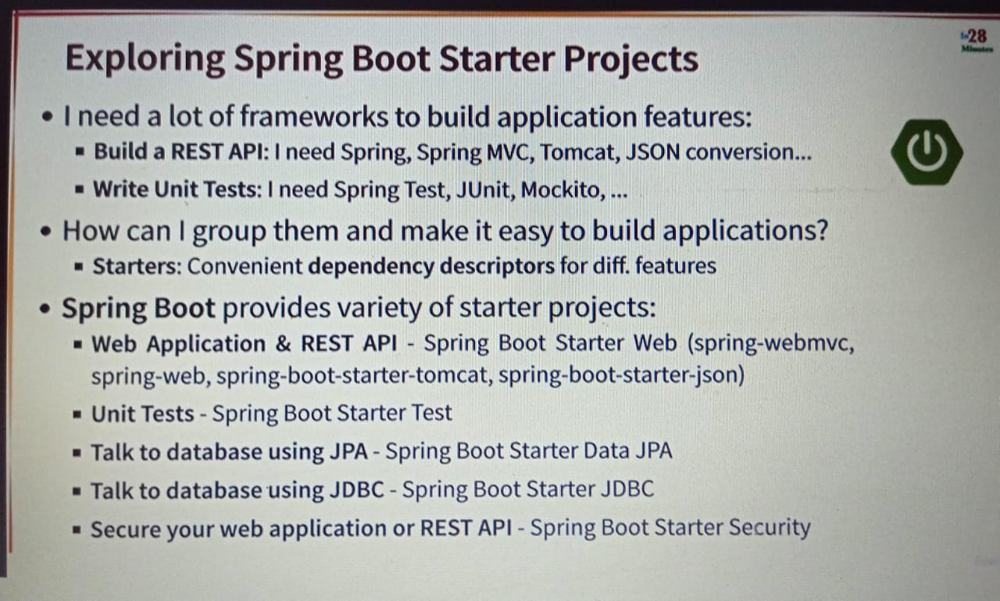 in28
Minutes
Exploring Spring Boot Starter Projects
• I need a lot of frameworks to build application features:
▪ Build a REST API: I need Spring, Spring MVC, Tomcat, JSON conversion...
▪ Write Unit Tests: I need Spring Test, JUnit, Mockito, ...
• How can I group them and make it easy to build applications?
▪ Starters: Convenient dependency descriptors for diff. features
• Spring Boot provides variety of starter projects:
▪ Web Application & REST API - Spring Boot Starter Web (spring-webmvc,
spring-web, spring-boot-starter-tomcat, spring-boot-starter-json)
▪ Unit Tests - Spring Boot Starter Test
▪ Talk to database using JPA - Spring Boot Starter Data JPA
▪ Talk to database using JDBC - Spring Boot Starter JDBC
▪ Secure your web application or REST API - Spring Boot Starter Security